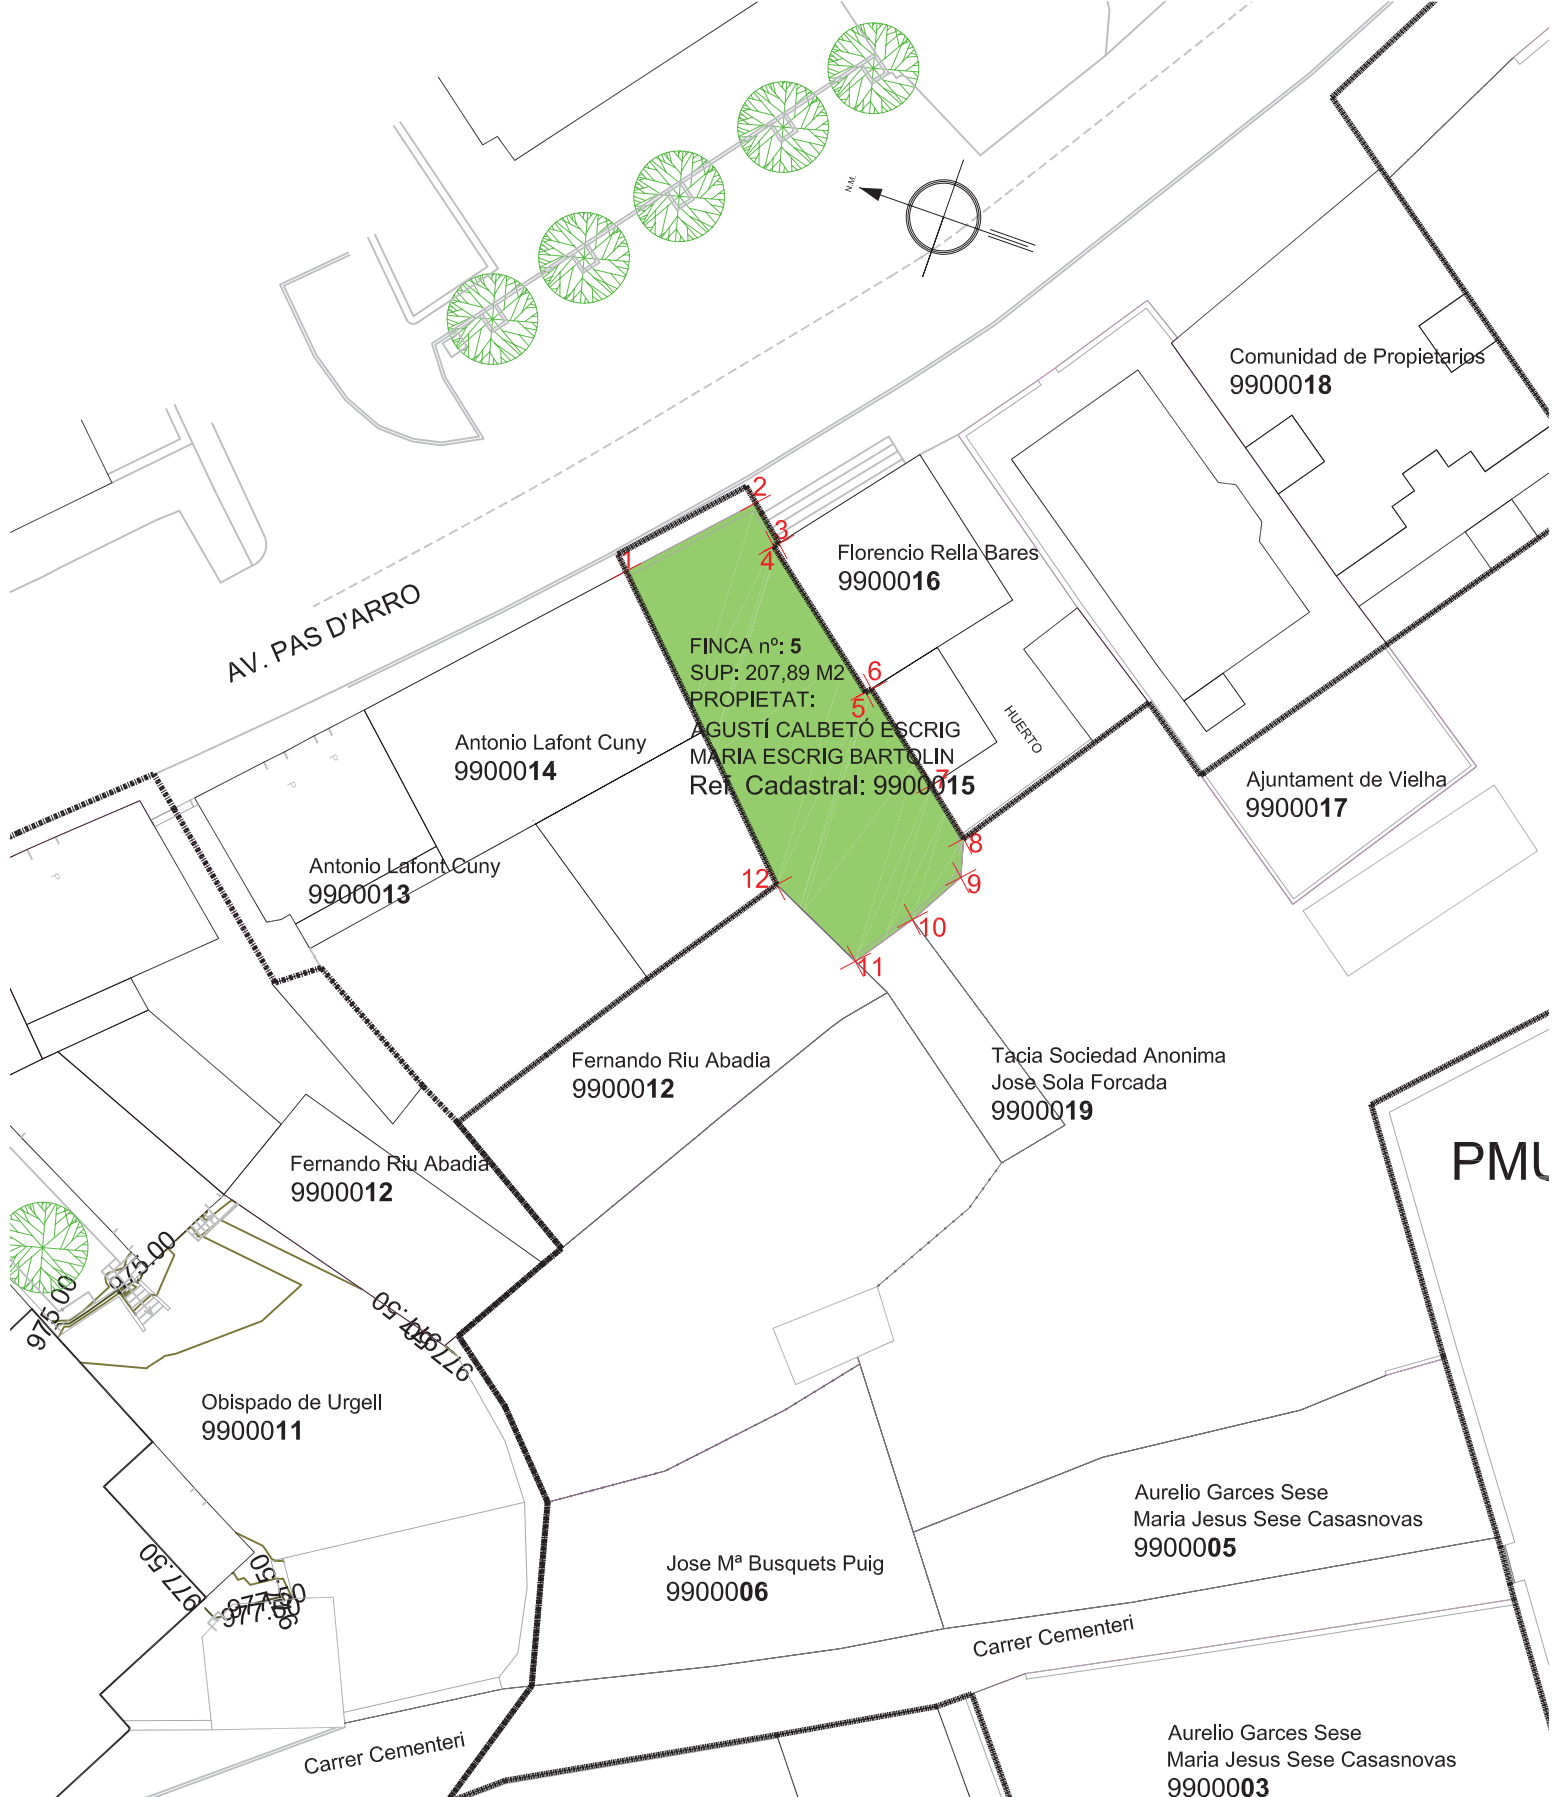 N.M.
Comunidad de Propietarios
9900018
2
3
1
4
Florencio Rella Bares
9900016
AV. PAS D'ARRO
FINCA nº: 5
SUP: 207,89 M2
PROPIETAT:
AGUSTÍ CALBETÓ ESCRIG
MARIA ESCRIG BARTOLIN
Ref. Cadastral: 9900015
6
5
7
HUERTO
Antonio Lafont Cuny
9900014
P
P
P
Ajuntament de Vielha
9900017
8
Antonio Lafont Cuny
9900013
12
9
10
11
Fernando Riu Abadia
9900012
Tacia Sociedad Anonima
Jose Sola Forcada
9900019
PMU
Fernando Riu Abadia
9900012
975.00
975.00
977.50
977.50
Obispado de Urgell
9900011
Aurelio Garces Sese
Maria Jesus Sese Casasnovas
9900005
Jose Mª Busquets Puig
9900006
977.50
977.50
Carrer Cementeri
Carrer Cementeri
Aurelio Garces Sese
Maria Jesus Sese Casasnovas
9900003